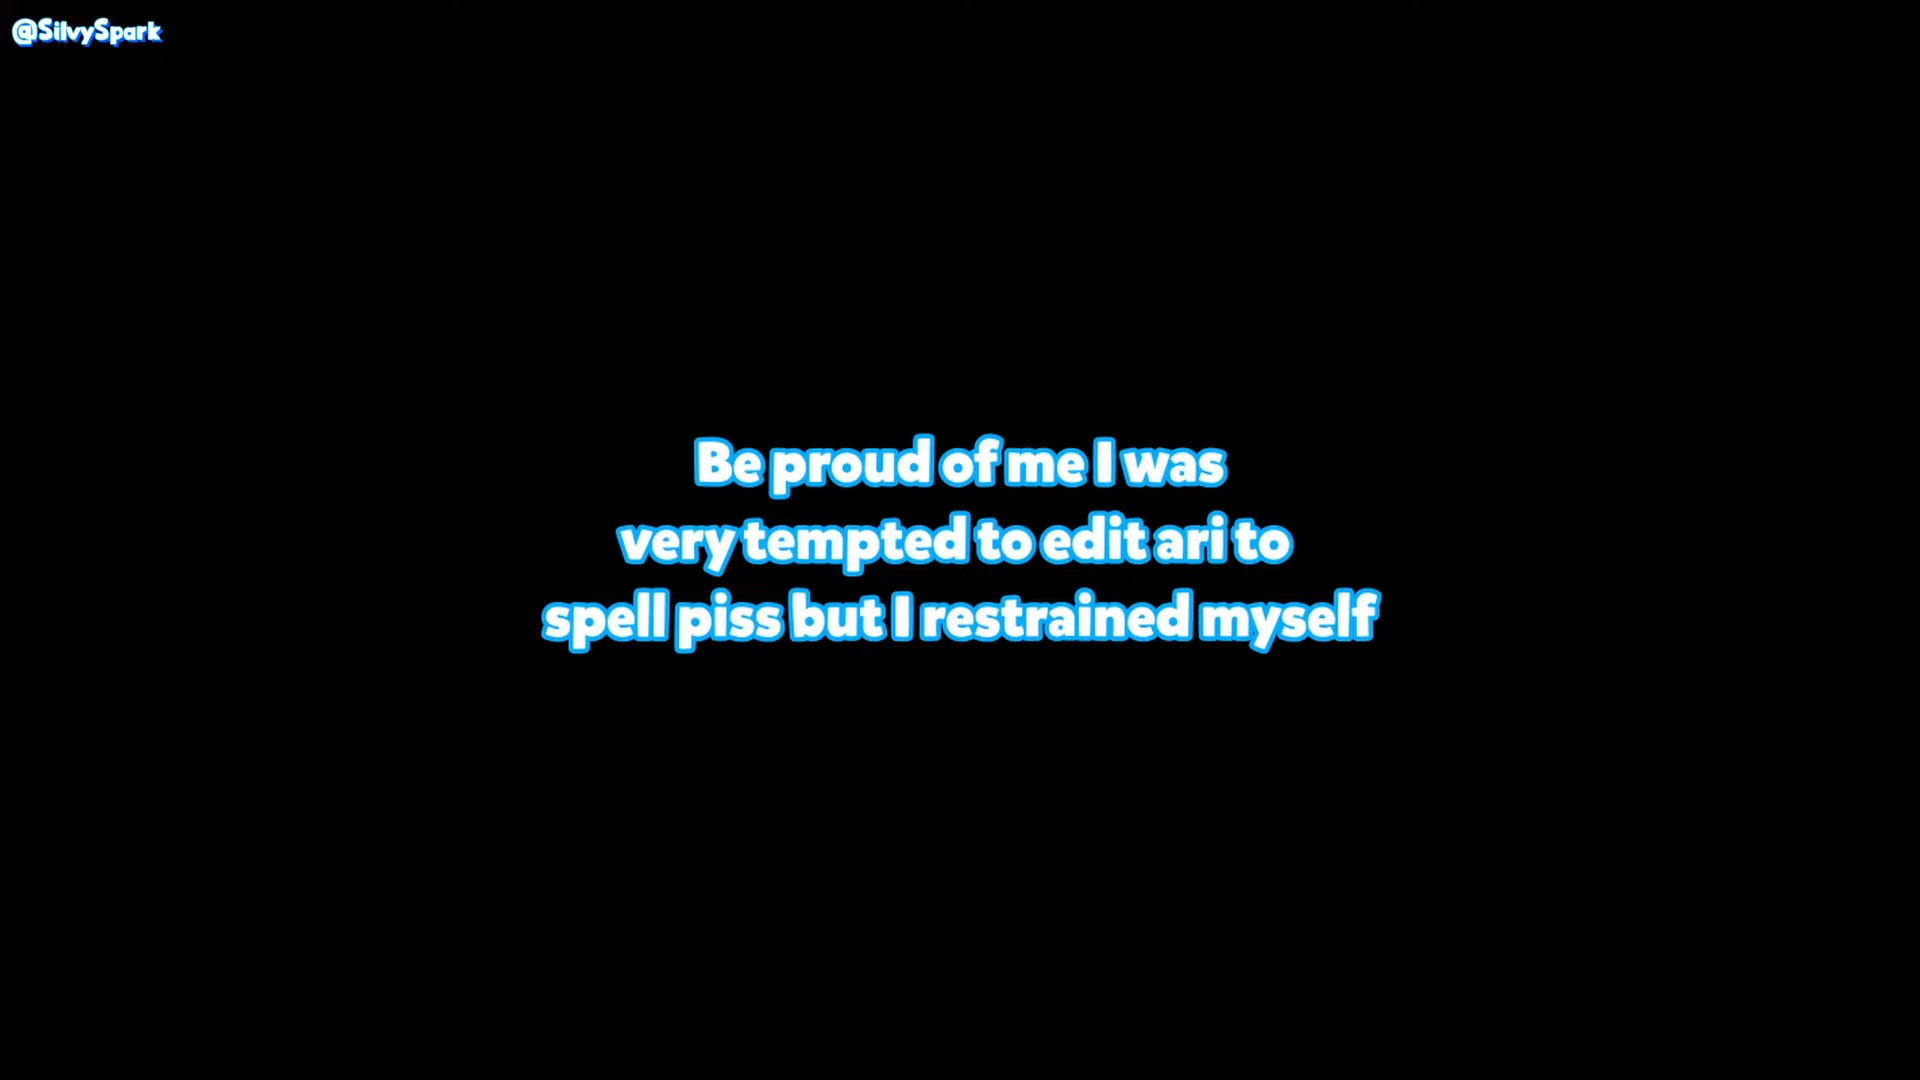 @SilvySpark
Be proud of me I was
very tempted to edit ari to
spell piss but I restrained myself